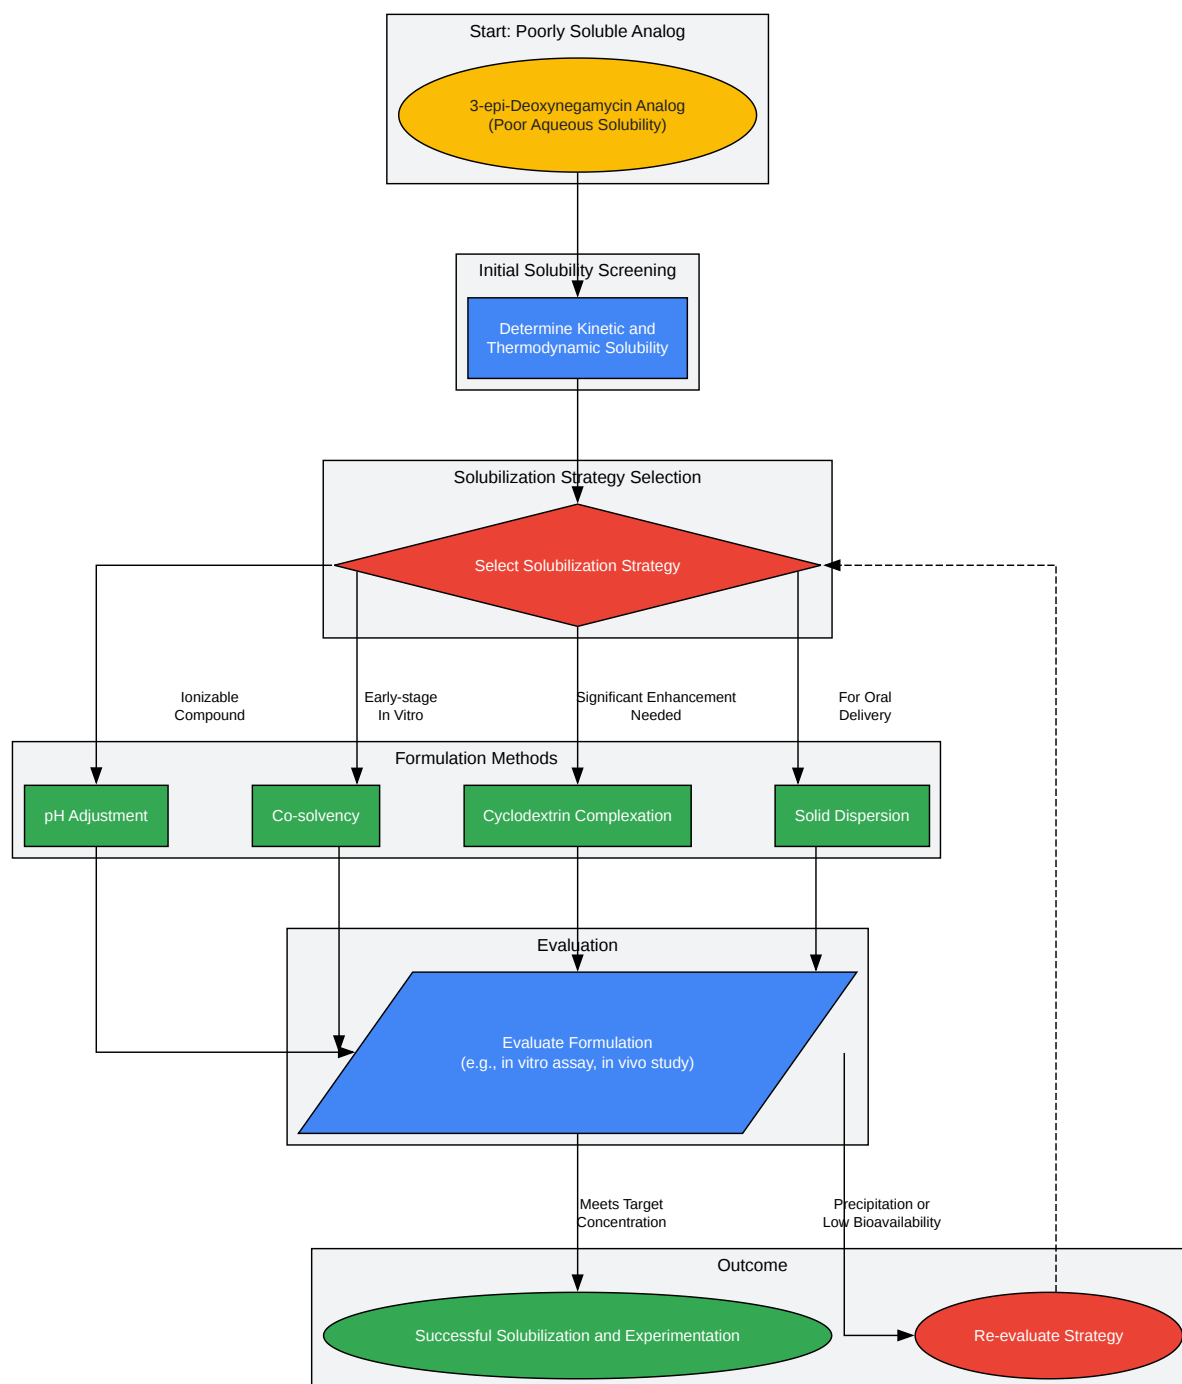 Start: Poorly Soluble Analog
3-epi-Deoxynegamycin Analog
(Poor Aqueous Solubility)
Initial Solubility Screening
Determine Kinetic and
Thermodynamic Solubility
Solubilization Strategy Selection
Select Solubilization Strategy
Ionizable
Compound
Early-stage
In Vitro
Significant Enhancement
Needed
For Oral
Delivery
Formulation Methods
pH Adjustment
Co-solvency
Cyclodextrin Complexation
Solid Dispersion
Evaluation
Evaluate Formulation
(e.g., in vitro assay, in vivo study)
Meets Target
Concentration
Precipitation or
Low Bioavailability
Outcome
Successful Solubilization and Experimentation
Re-evaluate Strategy